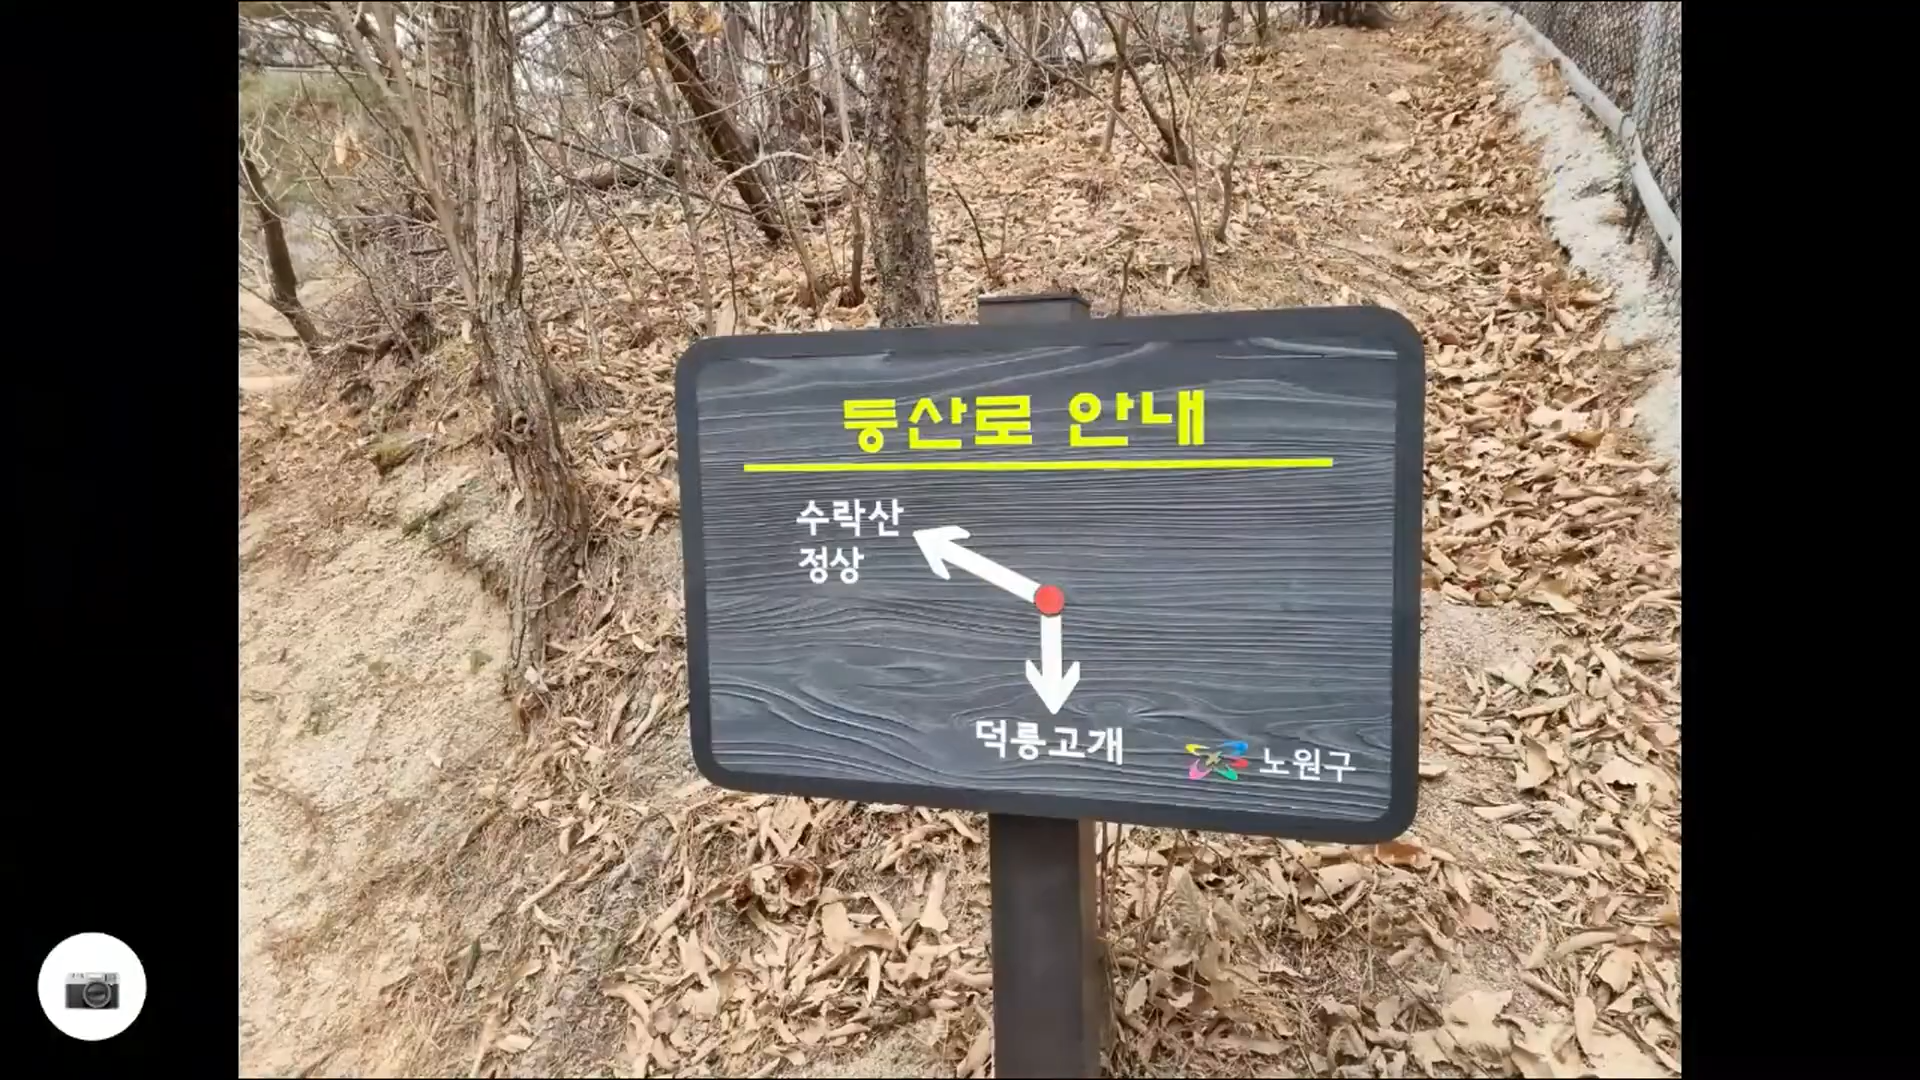 등산로 안내
수락산
정상
덕릉고개
노원구